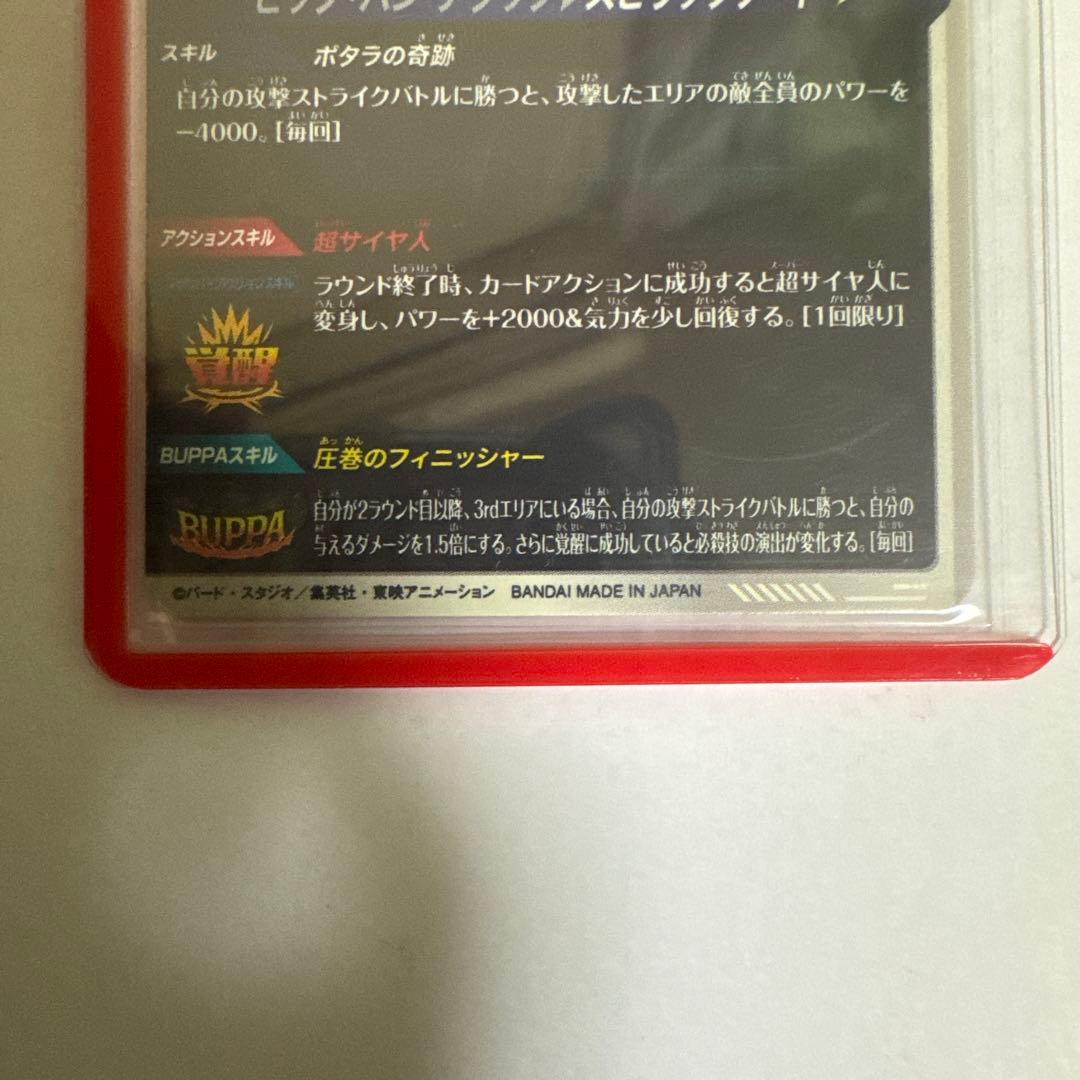 スキル ポタラの奇跡
自分の攻撃ストライクバトルに勝つと、攻撃したエリアの敵全員のパワーを
-4000。[毎回]
アクションスキル 超サイヤ人
ラウンド終了時、カードアクションに成功すると超サイヤ人に
変身し、パワーを+2000&気力を少し回復する。[1回限り]
覚醒
BUPPAスキル 圧巻のフィニッシャー
自分が2ラウンド目以降、3rdエリアにいる場合、自分の攻撃ストライクバトルに勝つと、自分の
BUPPA
与えるダメージを1.5倍にする。さらに覚醒に成功していると必殺技の演出が変化する。[毎回]
©バード・スタジオ／集英社・東映アニメーション BANDAI MADE IN JAPAN